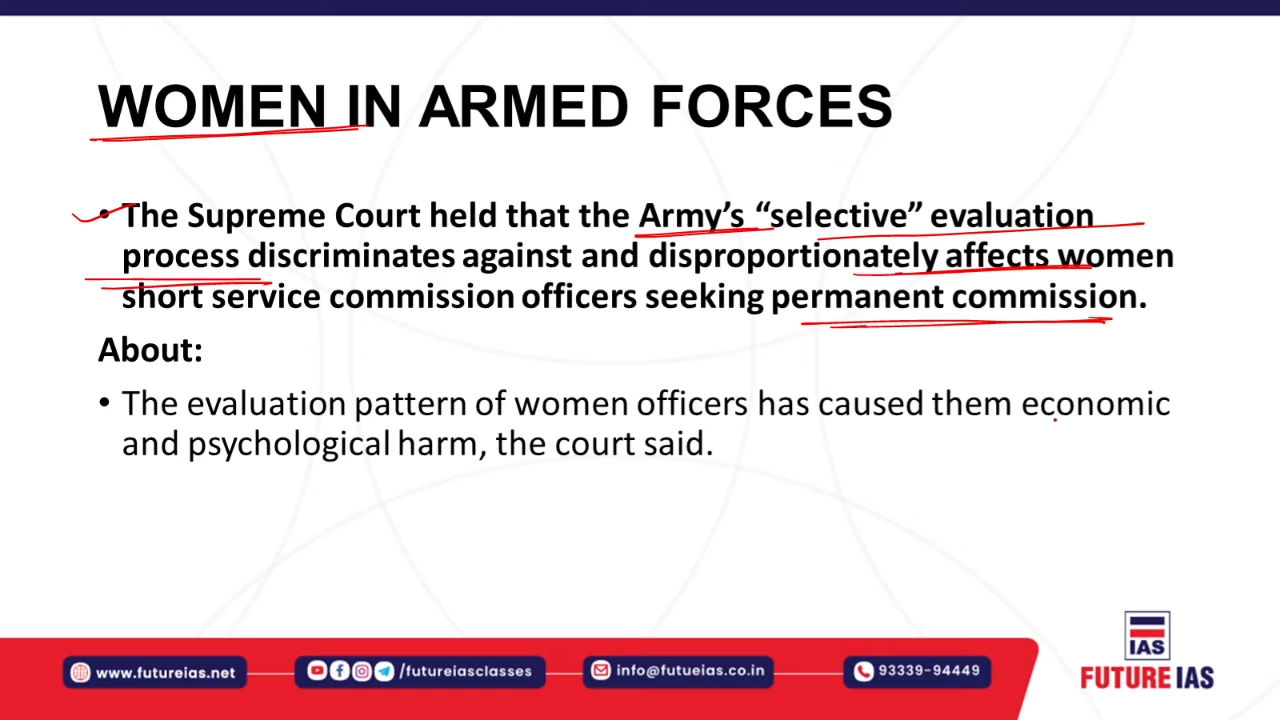 WOMEN IN ARMED FORCES
• The Supreme Court held that the Army’s “selective” evaluation
process discriminates against and disproportionately affects women
short service commission officers seeking permanent commission.
About:
• The evaluation pattern of women officers has caused them economic
and psychological harm, the court said.
IAS
www.futureias.net
/futureiasclasses
info@futueias.co.in
93339-94449
FUTURE IAS